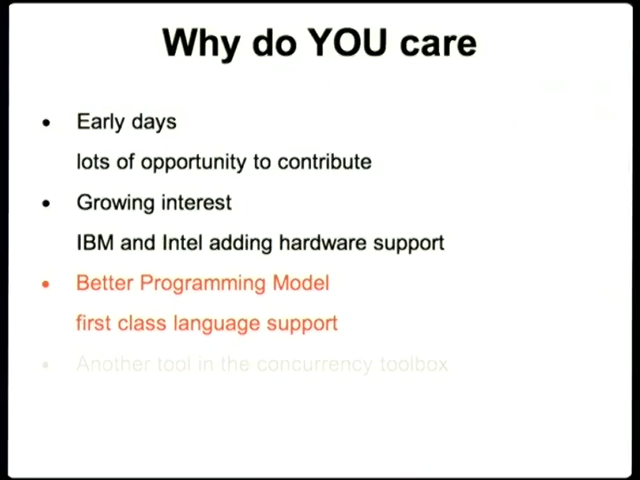 Why do YOU care
• Early days
lots of opportunity to contribute
• Growing interest
IBM and Intel adding hardware support
• Better Programming Model
first class language support
• Another tool in the concurrency toolbox